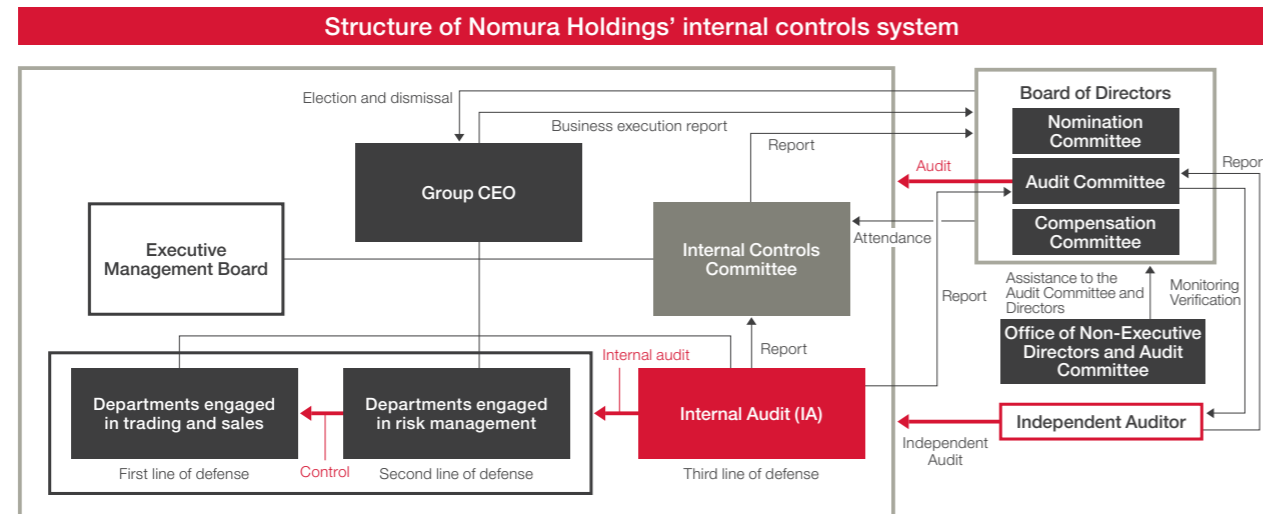 Structure of Nomura Holdings' internal controls system
Election and dismissal
Business execution report
Report
Board of Directors
Nomination
Committee
Audit Committee
Compensation
Committee
Audit
Repor
Group CEO
Executive
Management Board
Internal Controls
Committee
Attendance
Report
Assistance to the
Audit Committee and
Directors
Monitoring
Verification
Office of Non-Executive
Directors and Audit
Committee
Internal audit
Report
Departments engaged
in trading and sales
Departments engaged
in risk management
Internal Audit (IA)
Independent Auditor
Independent
Audit
First line of defense
Control
Second line of defense
Third line of defense